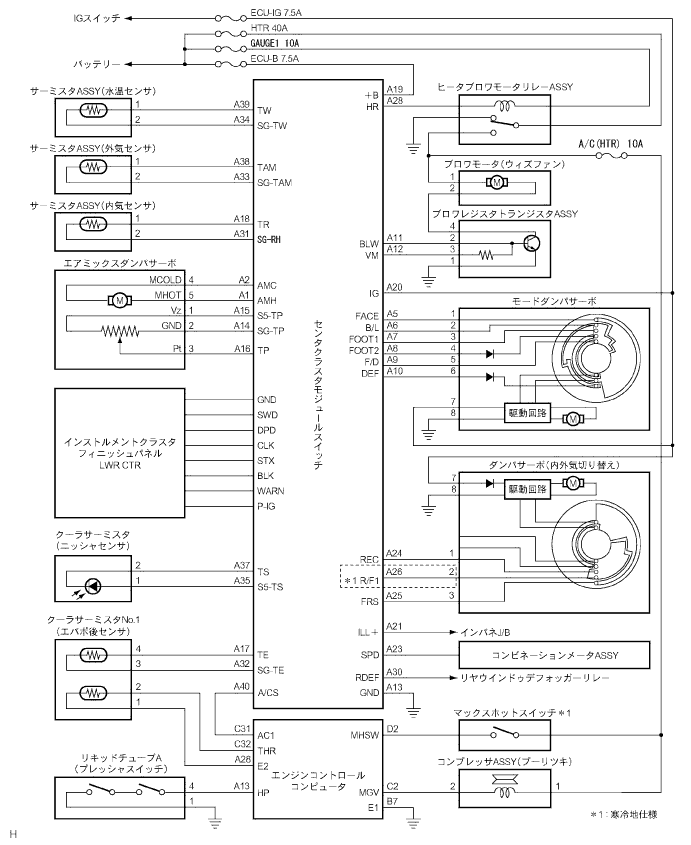 IGスイッチ
ECU-IG 7.5A
HTR 40A
GAUGE1 10A
バッテリー
ECU-B 7.5A
サーミスタASSY(水温センサ)
1 A39 TW
2 A34 SG-TW
サーミスタASSY(外気センサ)
1 A38 TAM
2 A33 SG-TAM
サーミスタASSY(内気センサ)
1 A18 TR
2 A31 SG-RH
エアミックスダンパサーボ
MCOLD 4 A2 AMC
MHOT 5 A1 AMH
M
Vz 1 A15 S5-TP
GND 2 A14 SG-TP
Pt 3 A16 TP
インストルメントクラスタ
フィニッシュパネル
LWR CTR
GND
SWD
DPD
CLK
STX
BLK
WARN
P-IG
クーラサーミスタ
(ニッシャセンサ)
2 A37 TS
1 A35 S5-TS
クーラサーミスタNo.1
(エバポ後センサ)
4 A17 TE
3 A32 SG-TE
2 A40 A/CS
1
C31 AC1
C32 THR
A28 E2
リキッドチューブA
(プレッシャスイッチ)
4 A13 HP
1
センタクラスタモジュールスイッチ
エンジンコントロール
コンピュータ
+B A19
HR A28
ヒータブロワモータリレーASSY
A/C(HTR) 10A
ブロワモータ(ウィズファン)
1
2
M
ブロワレジスタトランジスタASSY
4
BLW A11 2
VM A12 3
1
IG A20
モードダンパサーボ
FACE A5 1
B/L A6 2
FOOT1 A7 3
FOOT2 A8 4
F/D A9 5
DEF A10 6
7
8
駆動回路
M
ダンパサーボ(内外気切り替え)
7
8
駆動回路
M
REC A24 1
*1 R/F1 A26 2
FRS A25 3
ILL+ A21 インパネJ/B
SPD A23 コンビネーションメータASSY
RDEF A30 リヤウインドゥデフォッガーリレー
GND A13
マックスホットスイッチ*1
MHSW D2
コンプレッサASSY(プーリツキ)
MGV C2 2 1
E1 B7
*1:寒冷地仕様
H